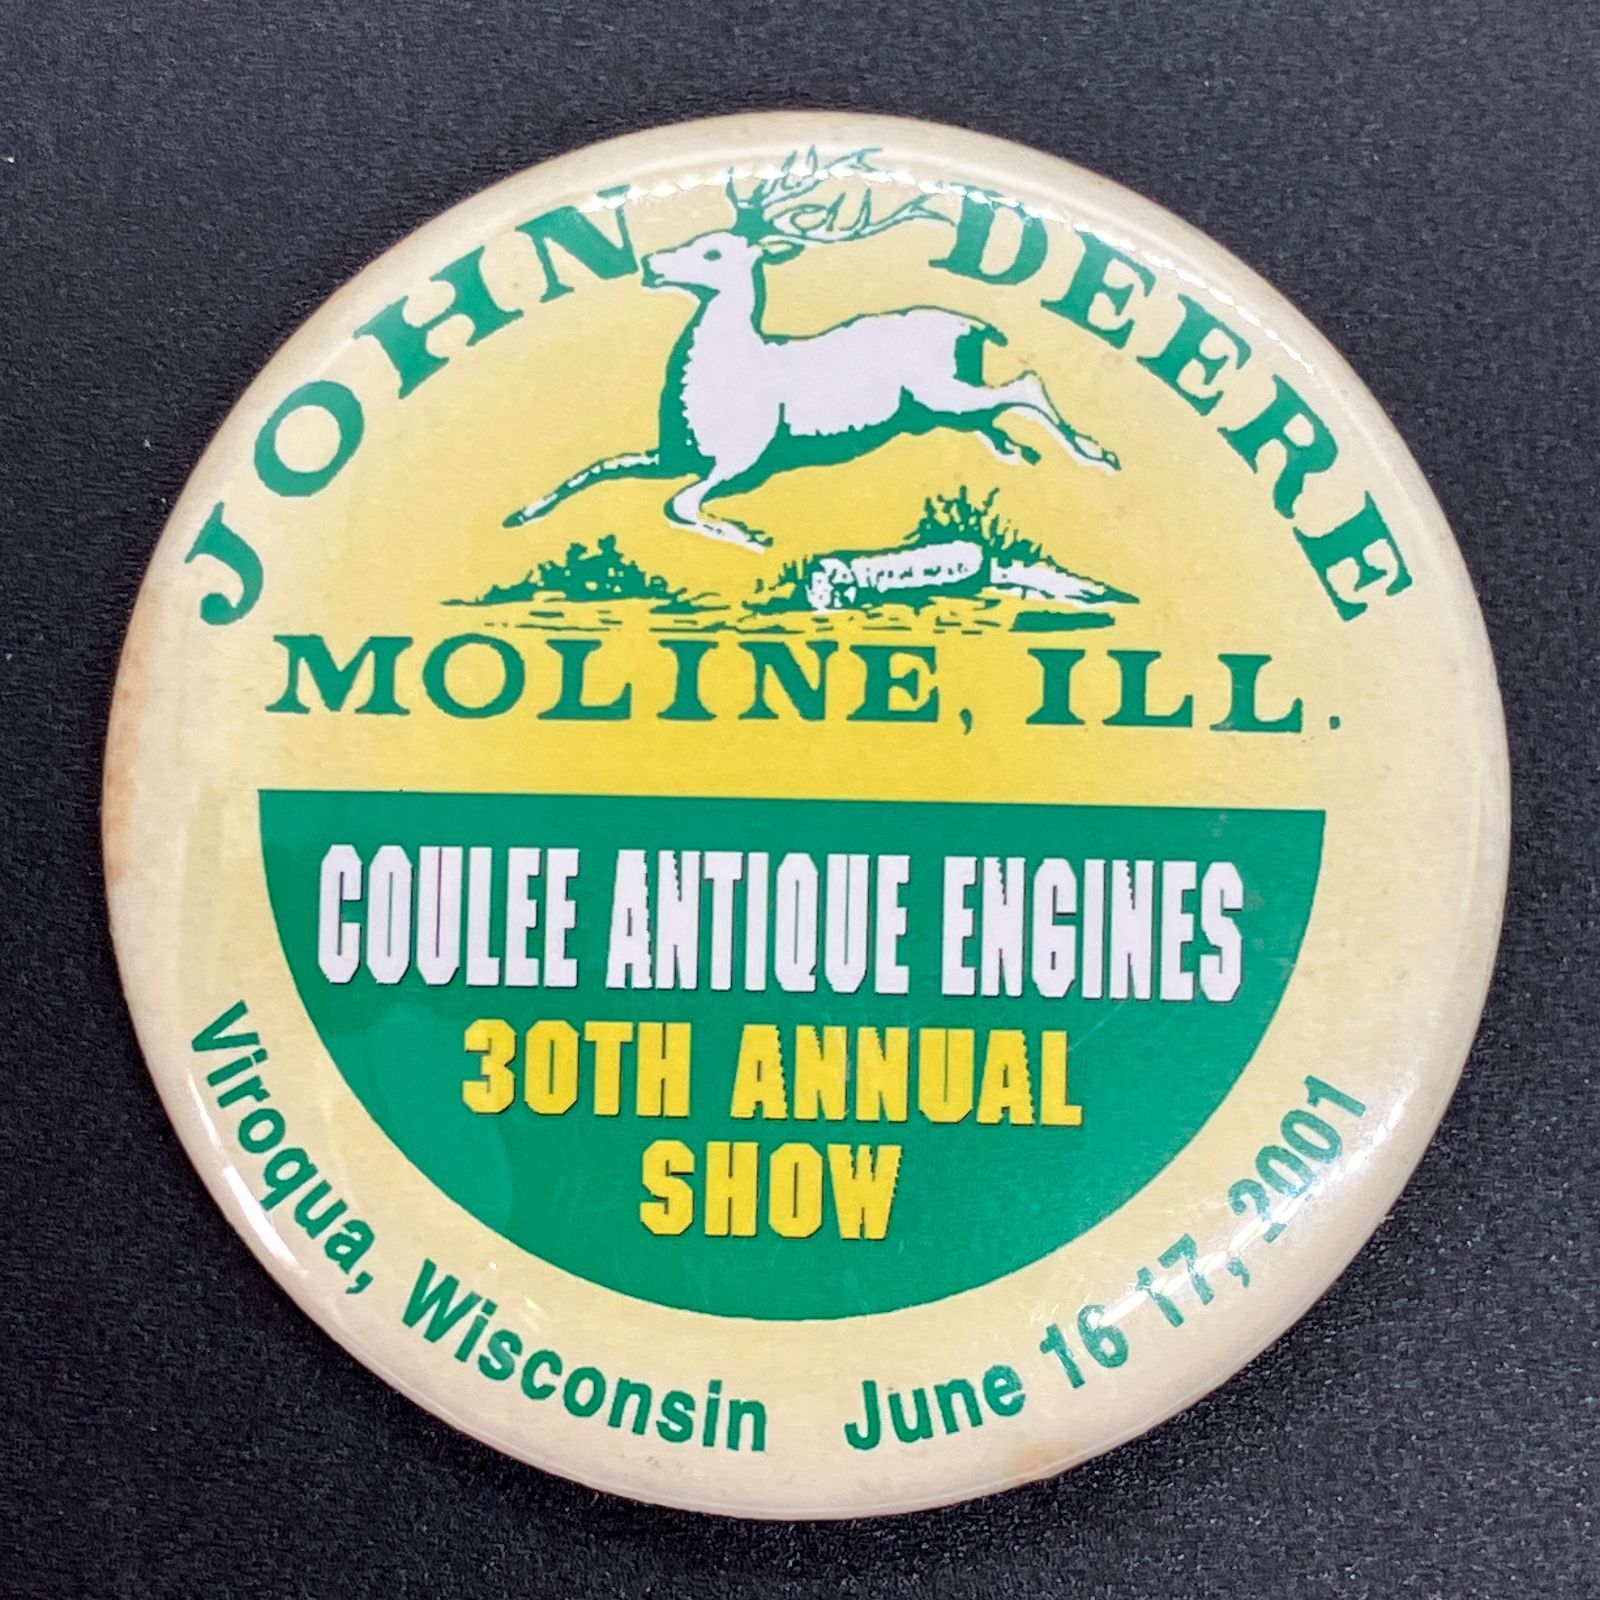 JOHN DEERE
MOLINE, ILL.
COULEE ANTIQUE ENGINES
30TH ANNUAL
SHOW
Viroqua, Wisconsin June 16 17, 2001